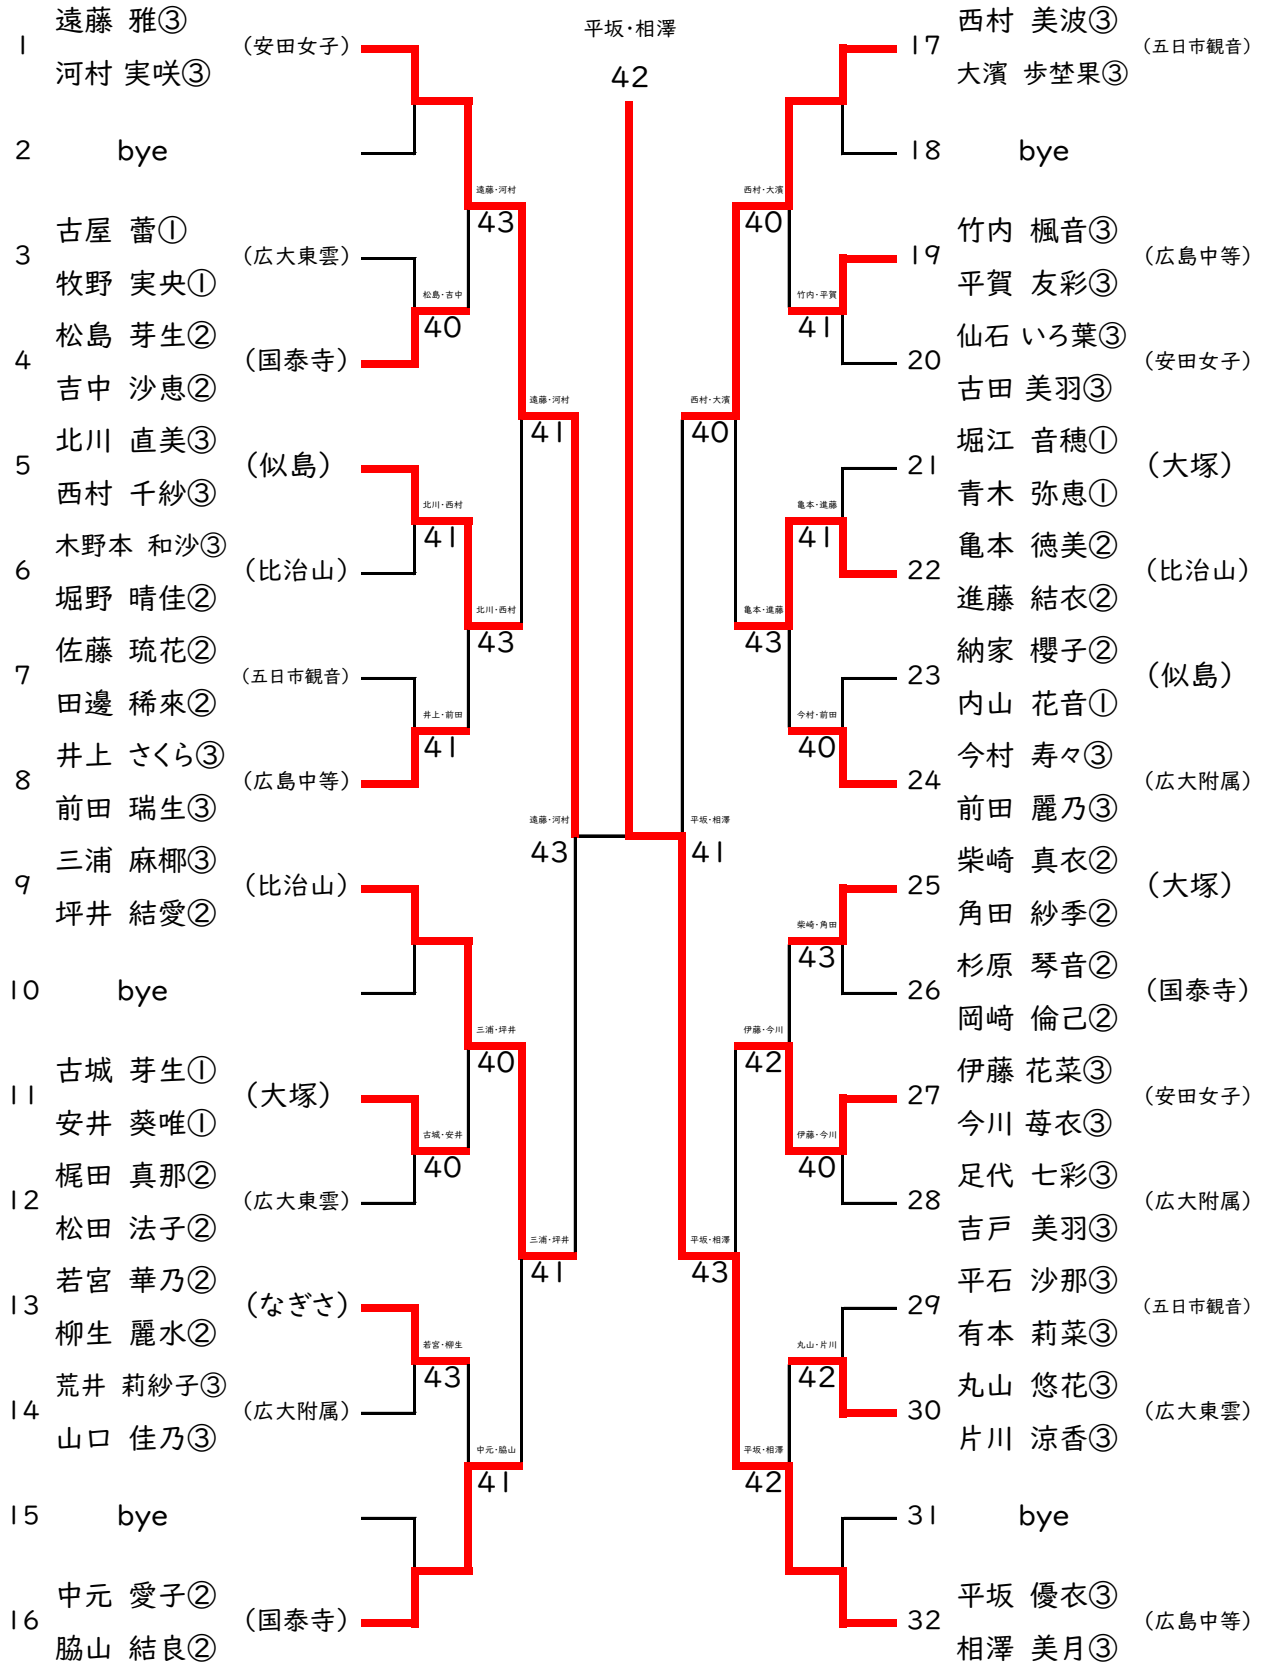 平坂・相澤
42
1
遠藤 雅③
河村 実咲③
(安田女子)
2
bye
3
古屋 蕾①
牧野 実央①
(広大東雲)
4
松島 芽生②
吉中 沙恵②
(国泰寺)
5
北川 直美③
西村 千紗③
(似島)
6
木野本 和沙③
堀野 晴佳②
(比治山)
7
佐藤 琉花②
田邊 稀來②
(五日市観音)
8
井上 さくら③
前田 瑞生③
(広島中等)
9
三浦 麻椰③
坪井 結愛②
(比治山)
10
bye
11
古城 芽生①
安井 葵唯①
(大塚)
12
梶田 真那②
松田 法子②
(広大東雲)
13
若宮 華乃②
柳生 麗水②
(なぎさ)
14
荒井 莉紗子③
山口 佳乃③
(広大附属)
15
bye
16
中元 愛子②
脇山 結良②
(国泰寺)
松島・吉中
40
北川・西村
41
井上・前田
41
古城・安井
40
若宮・柳生
43
遠藤・河村
43
北川・西村
43
三浦・坪井
40
中元・脇山
41
遠藤・河村
41
三浦・坪井
41
遠藤・河村
43
平坂・相澤
41
西村・大濱
40
平坂・相澤
43
西村・大濱
40
亀本・進藤
43
伊藤・今川
42
平坂・相澤
42
竹内・平賀
41
亀本・進藤
41
今村・前田
40
柴崎・角田
43
伊藤・今川
40
丸山・片川
42
17
西村 美波③
大濱 歩埜果③
(五日市観音)
18
bye
19
竹内 楓音③
平賀 友彩③
(広島中等)
20
仙石 いろ葉③
古田 美羽③
(安田女子)
21
堀江 音穂①
青木 弥恵①
(大塚)
22
亀本 徳美②
進藤 結衣②
(比治山)
23
納家 櫻子②
内山 花音①
(似島)
24
今村 寿々③
前田 麗乃③
(広大附属)
25
柴崎 真衣②
角田 紗季②
(大塚)
26
杉原 琴音②
岡﨑 倫己②
(国泰寺)
27
伊藤 花菜③
今川 苺衣③
(安田女子)
28
足代 七彩③
吉戸 美羽③
(広大附属)
29
平石 沙那③
有本 莉菜③
(五日市観音)
30
丸山 悠花③
片川 涼香③
(広大東雲)
31
bye
32
平坂 優衣③
相澤 美月③
(広島中等)